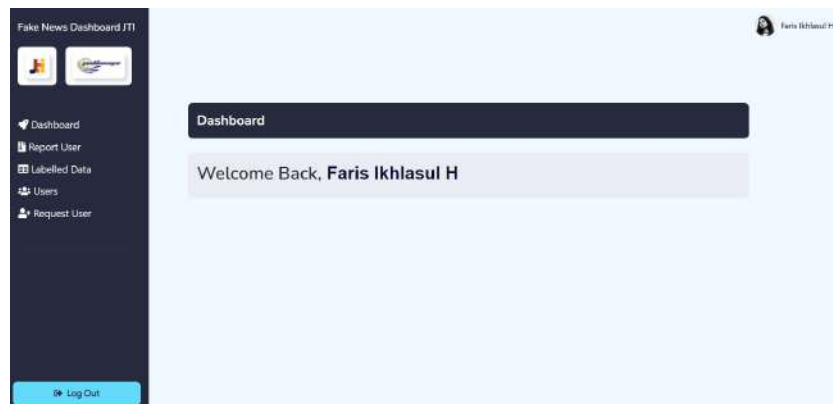 Fake News Dashboard JTI
Faris Ikhlasul H
Dashboard
Report User
Labelled Data
Users
Request User
Log Out
Dashboard
Welcome Back, Faris Ikhlasul H